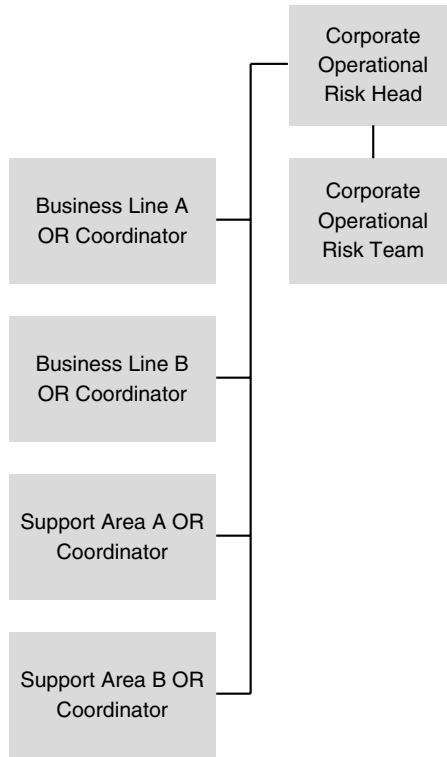 Corporate
Operational
Risk Head
Corporate
Operational
Risk Team
Business Line A
OR Coordinator
Business Line B
OR Coordinator
Support Area A OR
Coordinator
Support Area B OR
Coordinator